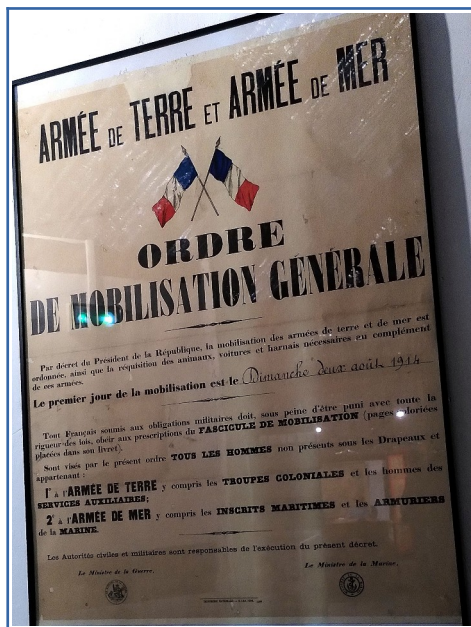 ARMÉE DE TERRE ET ARMÉE DE MER
ORDRE
DE MOBILISATION GÉNÉRALE
Par décret du Président de la République, la mobilisation des armées de terre et de mer est
ordonnée, ainsi que la réquisition des animaux, voitures et harnais nécessaires au complément
de ces armées.
Le premier jour de la mobilisation est le Dimanche deux août 1914
Tout Français soumis aux obligations militaires doit, sous peine d'être puni avec toute la
rigueur des lois, obéir aux prescriptions du FASCICULE DE MOBILISATION (pages coloriées
placées dans son livret).
Sont visés par le présent ordre TOUS LES HOMMES non présents sous les Drapeaux et
appartenant :
1° à l'ARMÉE DE TERRE y compris les TROUPES COLONIALES et les hommes des
SERVICES AUXILIAIRES;
2° à l'ARMÉE DE MER y compris les INSCRITS MARITIMES et les ARMURIERS
de la MARINE.
Les Autorités civiles et militaires sont responsables de l'exécution du présent décret.
Le Ministre de la Guerre, Le Ministre de la Marine,